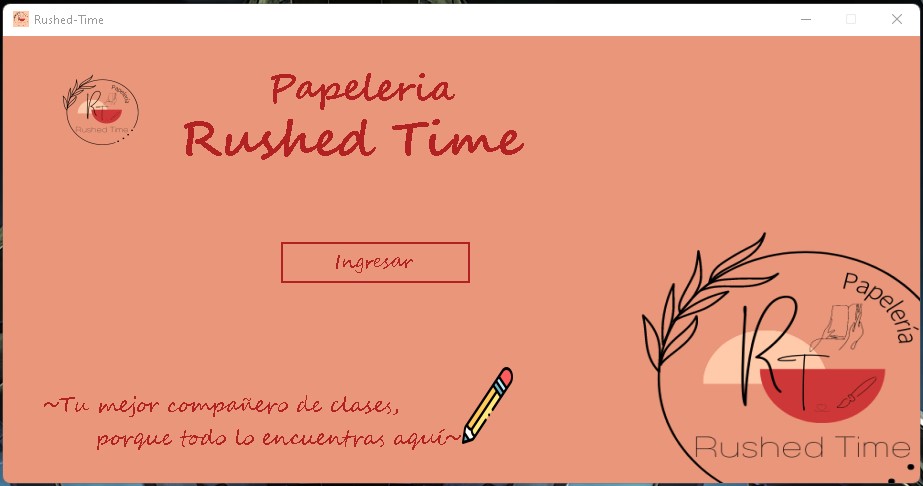 Rushed-Time
Papeleria
Rushed Time
Papelería
RT
Rushed Time
Ingresar
~Tu mejor compañero de clases,
porque todo lo encuentras aquí~
Papelería
RT
Rushed Time